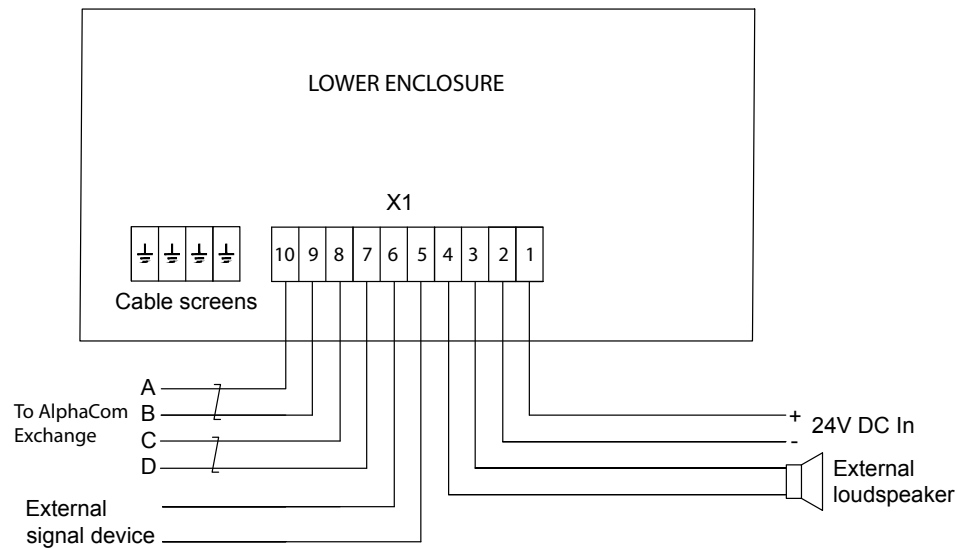 LOWER ENCLOSURE
X1
10 9 8 7 6 5 4 3 2 1
Cable screens
A
To AlphaCom B
Exchange C
D
+
24V DC In
-
External
loudspeaker
External
signal device